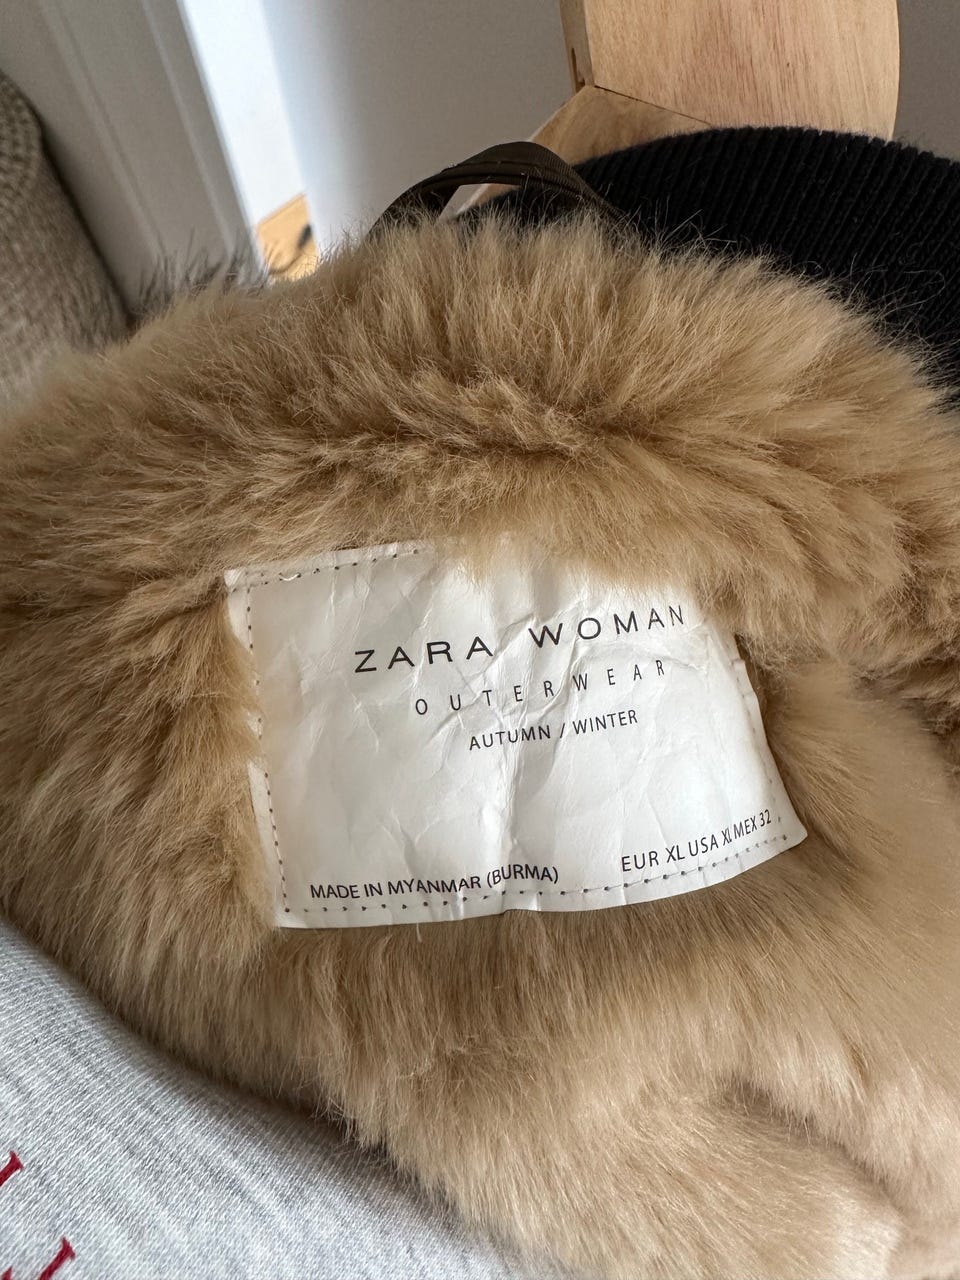 ZARA WOMAN
OUTERWEAR
AUTUMN / WINTER
MADE IN MYANMAR (BURMA)
EUR XL USA XL MEX 32